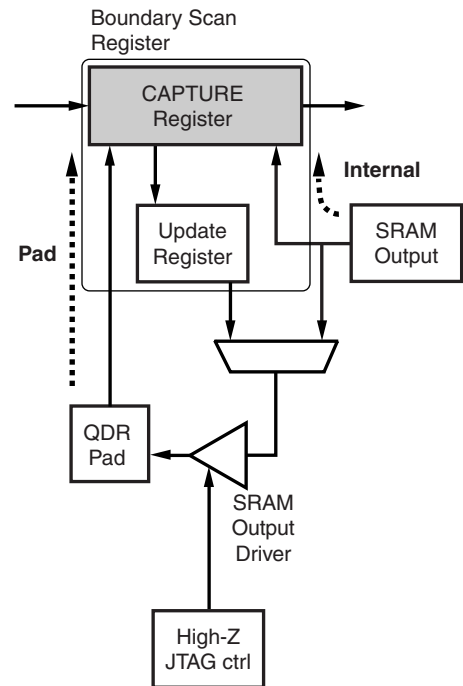 Boundary Scan
Register
CAPTURE
Register
Internal
Pad
Update
Register
SRAM
Output
QDR
Pad
SRAM
Output
Driver
High-Z
JTAG ctrl